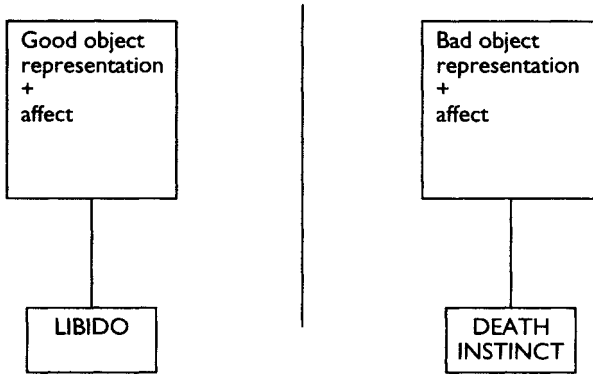 Good object
representation
+
affect
Bad object
representation
+
affect
LIBIDO
DEATH
INSTINCT